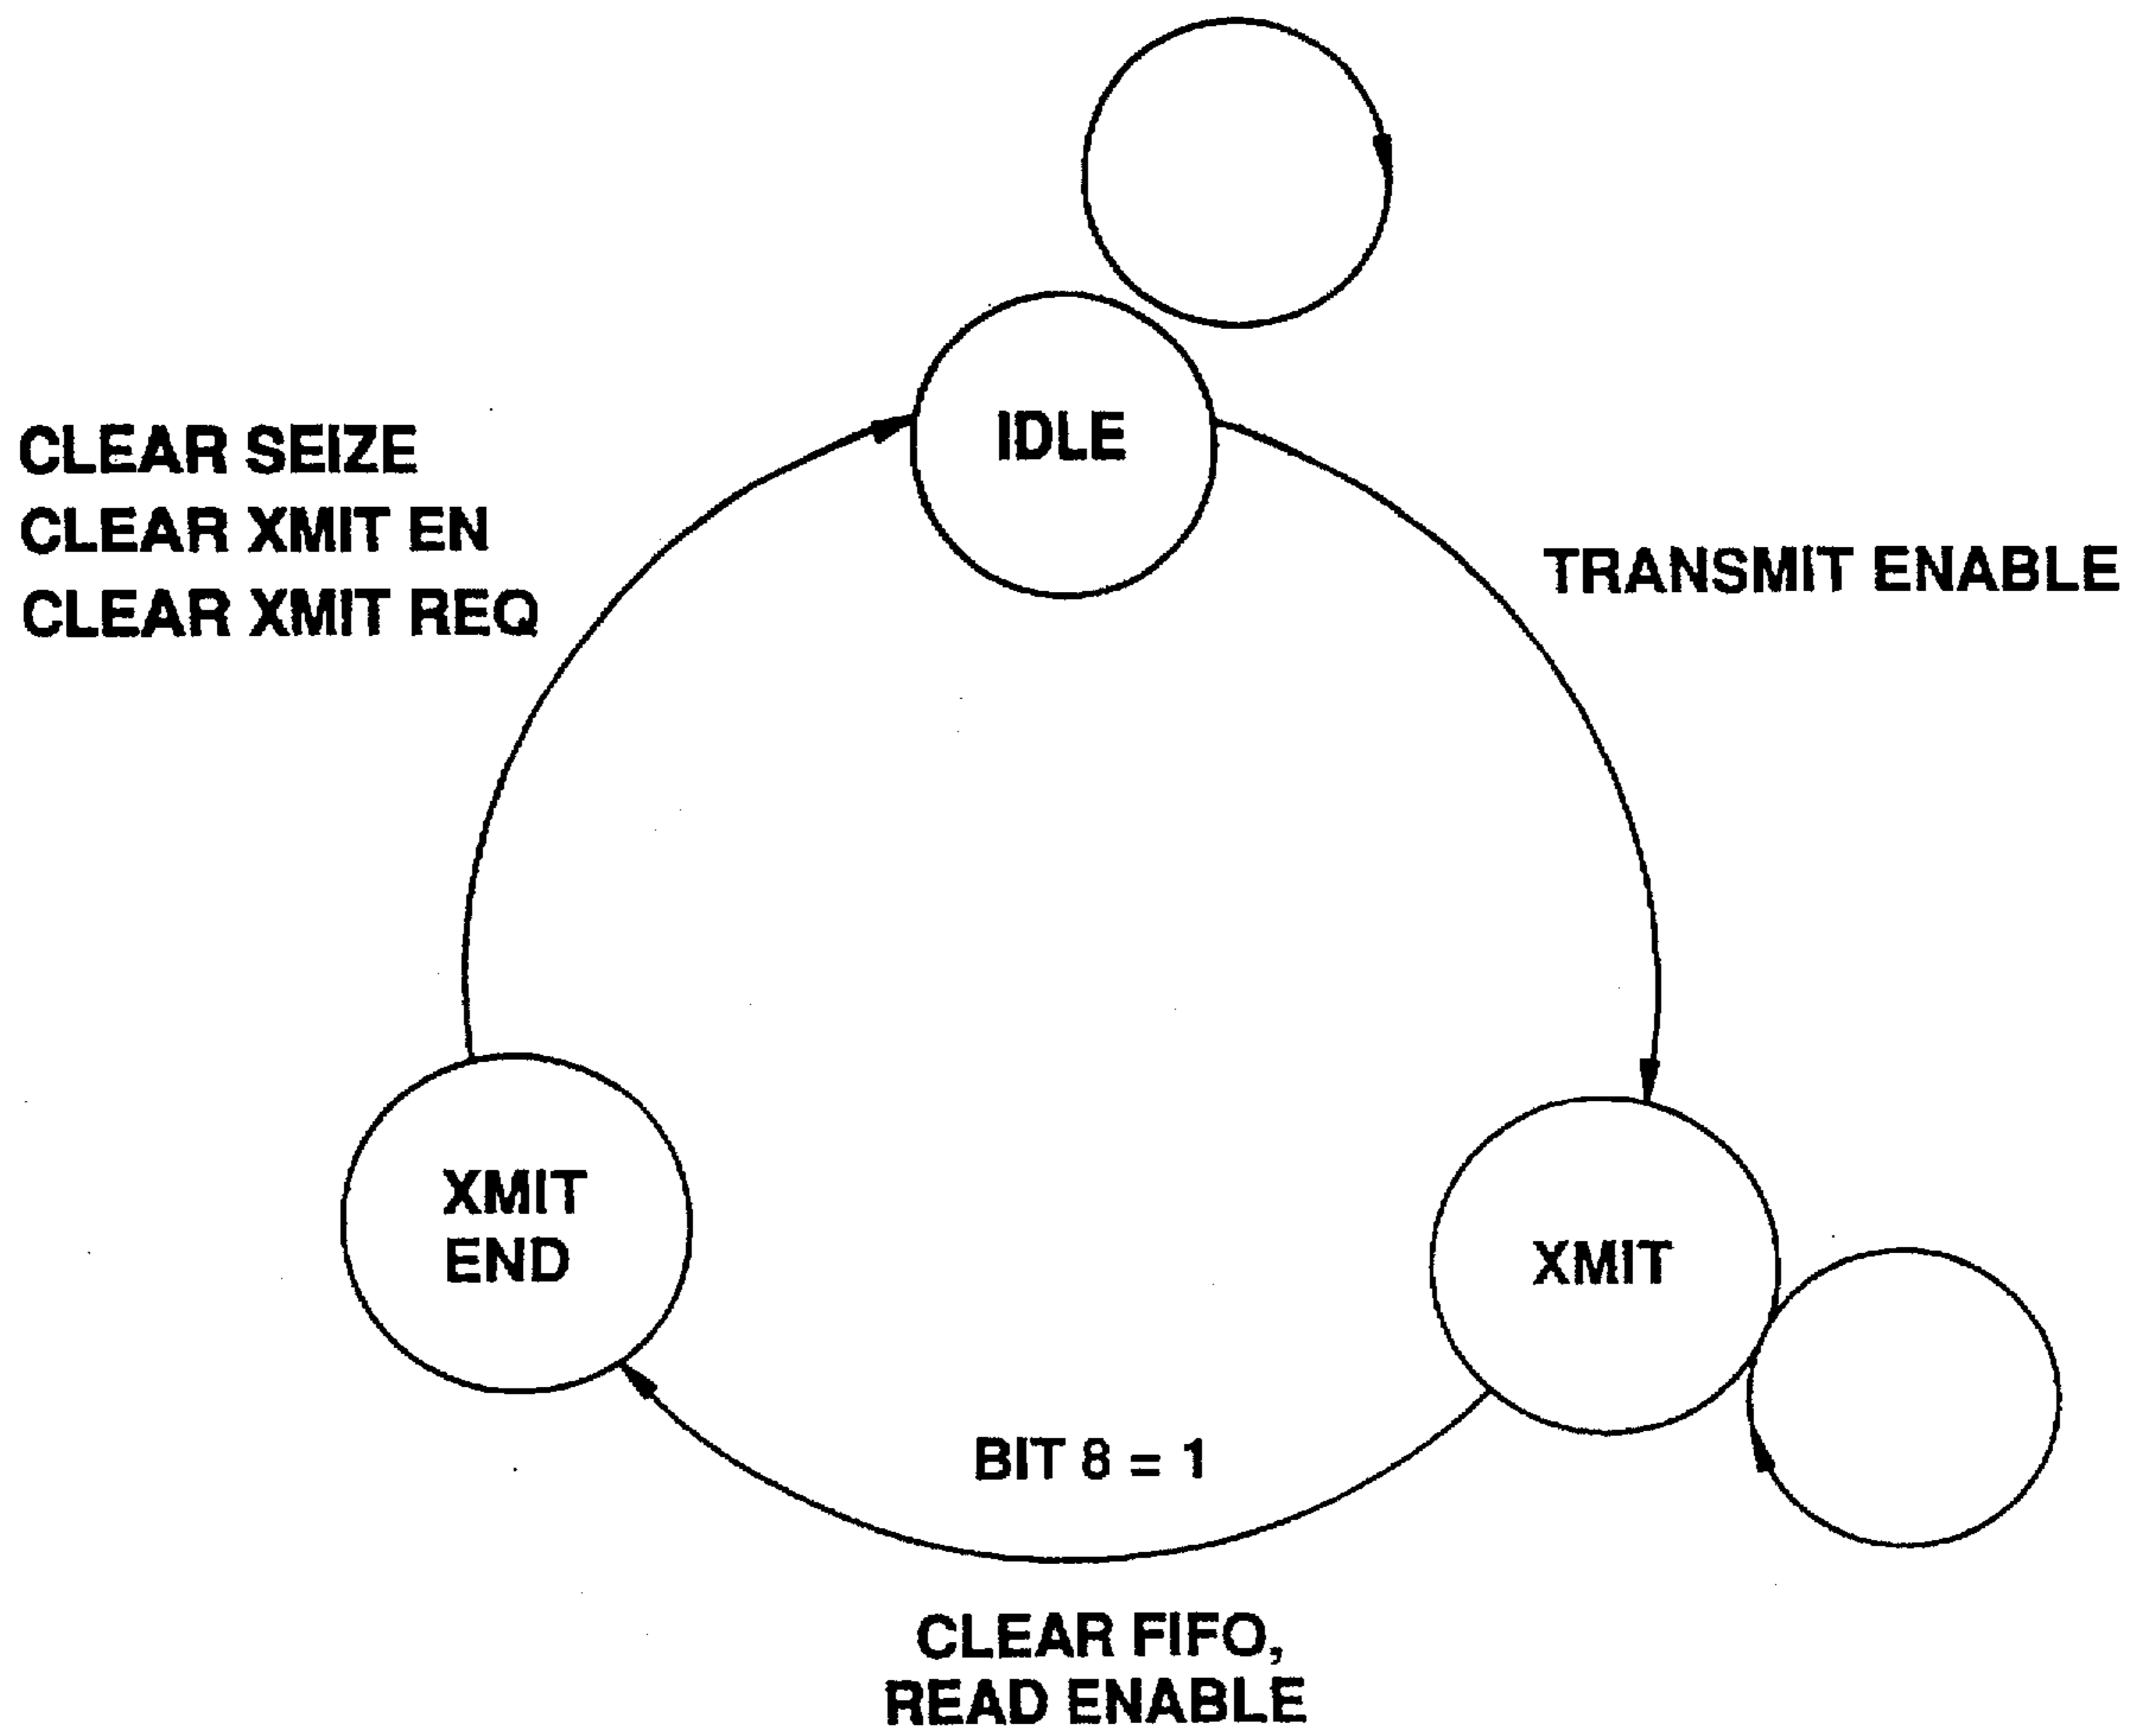 IDLE
CLEAR SEIZE
CLEAR XMIT EN
CLEAR XMIT REQ
TRANSMIT ENABLE
XMIT
END
XMIT
BIT 8 = 1
CLEAR FIFO,
READ ENABLE